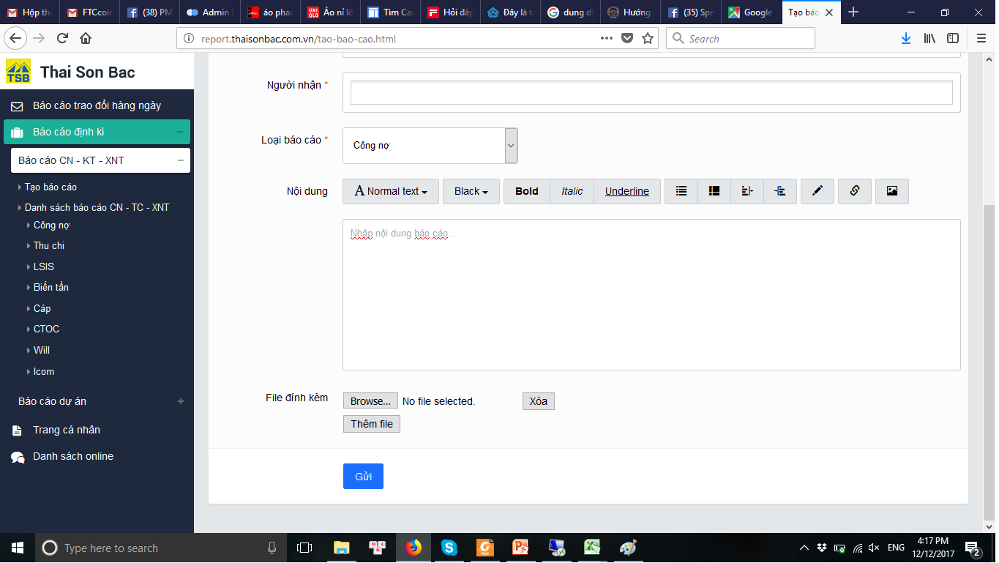 Hộp thư
FTCcoin
(38) PM
Admin
áo phao
Áo nỉ ló
Tìm Can
Hỏi đáp
Đây là t
dung di
Hướng
(35) Spe
Google
Tạo báo
report.thaisonbac.com.vn/tao-bao-cao.html
Search
TSB
Thai Son Bac
Báo cáo trao đổi hàng ngày
Báo cáo định kì
Báo cáo CN - KT - XNT
Tạo báo cáo
Danh sách báo cáo CN - TC - XNT
Công nợ
Thu chi
LSIS
Biến tần
Cáp
CTOC
Will
Icom
Báo cáo dự án
Trang cá nhân
Danh sách online
Người nhận *
Loại báo cáo *
Công nợ
Nội dung
A Normal text
Black
Bold
Italic
Underline
Nhập nội dung báo cáo...
File đính kèm
Browse...
No file selected.
Xóa
Thêm file
Gửi
Type here to search
ENG
4:17 PM
12/12/2017
2